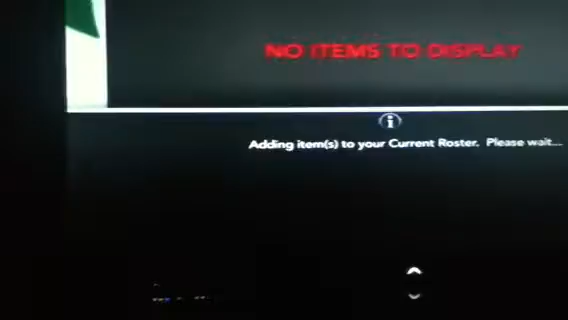 NO ITEMS TO DISPLAY
Adding item(s) to your Current Roster. Please wait...